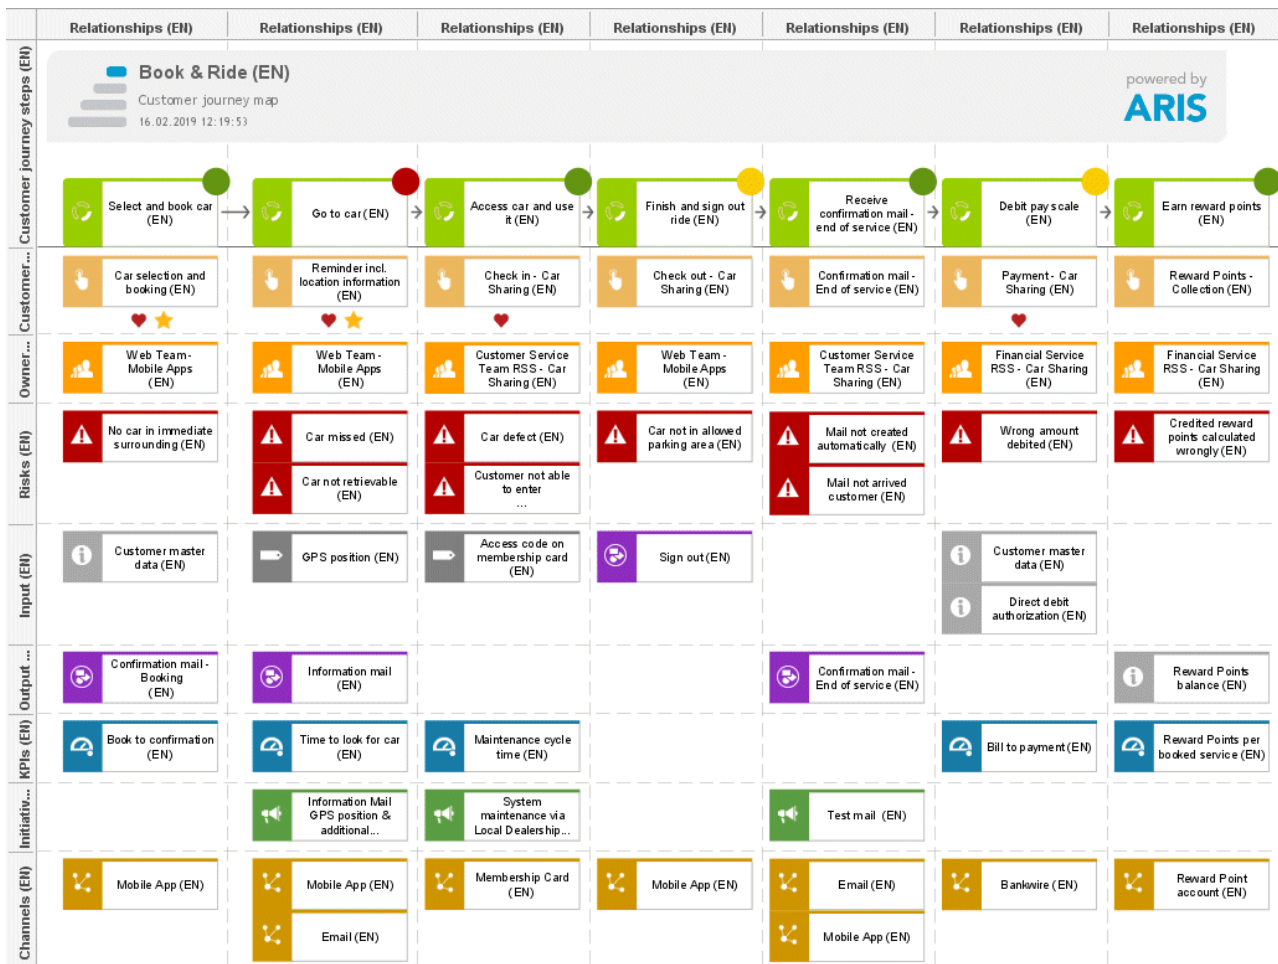 Relationships (EN) Relationships (EN) Relationships (EN) Relationships (EN) Relationships (EN) Relationships (EN) Relationships (EN)
Customer journey steps (EN)
Book & Ride (EN)
Customer journey map
16.02.2019 12:19:53
powered by
ARIS
Select and book car
(EN)
Go to car (EN)
Access car and use
it (EN)
Finish and sign out
ride (EN)
Receive
confirmation mail -
end of service (EN)
Debit pay scale
(EN)
Earn reward points
(EN)
Customer...
Car selection and
booking (EN)
Reminder incl.
location information
(EN)
Check in - Car
Sharing (EN)
Check out - Car
Sharing (EN)
Confirmation mail -
End of service (EN)
Payment - Car
Sharing (EN)
Reward Points -
Collection (EN)
Owner...
Web Team -
Mobile Apps
(EN)
Web Team -
Mobile Apps
(EN)
Customer Service
Team RSS - Car
Sharing (EN)
Web Team -
Mobile Apps
(EN)
Customer Service
Team RSS - Car
Sharing (EN)
Financial Service
RSS - Car Sharing
(EN)
Financial Service
RSS - Car Sharing
(EN)
Risks (EN)
No car in immediate
surrounding (EN)
Car missed (EN)
Car not retrievable
(EN)
Car defect (EN)
Customer not able
to enter
...
Car not in allowed
parking area (EN)
Mail not created
automatically (EN)
Mail not arrived
customer (EN)
Wrong amount
debited (EN)
Credited reward
points calculated
wrongly (EN)
Input (EN)
Customer master
data (EN)
GPS position (EN)
Access code on
membership card
(EN)
Sign out (EN)
Customer master
data (EN)
Direct debit
authorization (EN)
Output ...
Confirmation mail -
Booking
(EN)
Information mail
(EN)
Confirmation mail -
End of service (EN)
Reward Points
balance (EN)
KPIs (EN)
Book to confirmation
(EN)
Time to look for car
(EN)
Maintenance cycle
time (EN)
Bill to payment (EN)
Reward Points per
booked service (EN)
Initiativ...
Information Mail
GPS position &
additional...
System
maintenance via
Local Dealership...
Test mail (EN)
Channels (EN)
Mobile App (EN)
Mobile App (EN)
Email (EN)
Membership Card
(EN)
Mobile App (EN)
Email (EN)
Mobile App (EN)
Bankwire (EN)
Reward Point
account (EN)